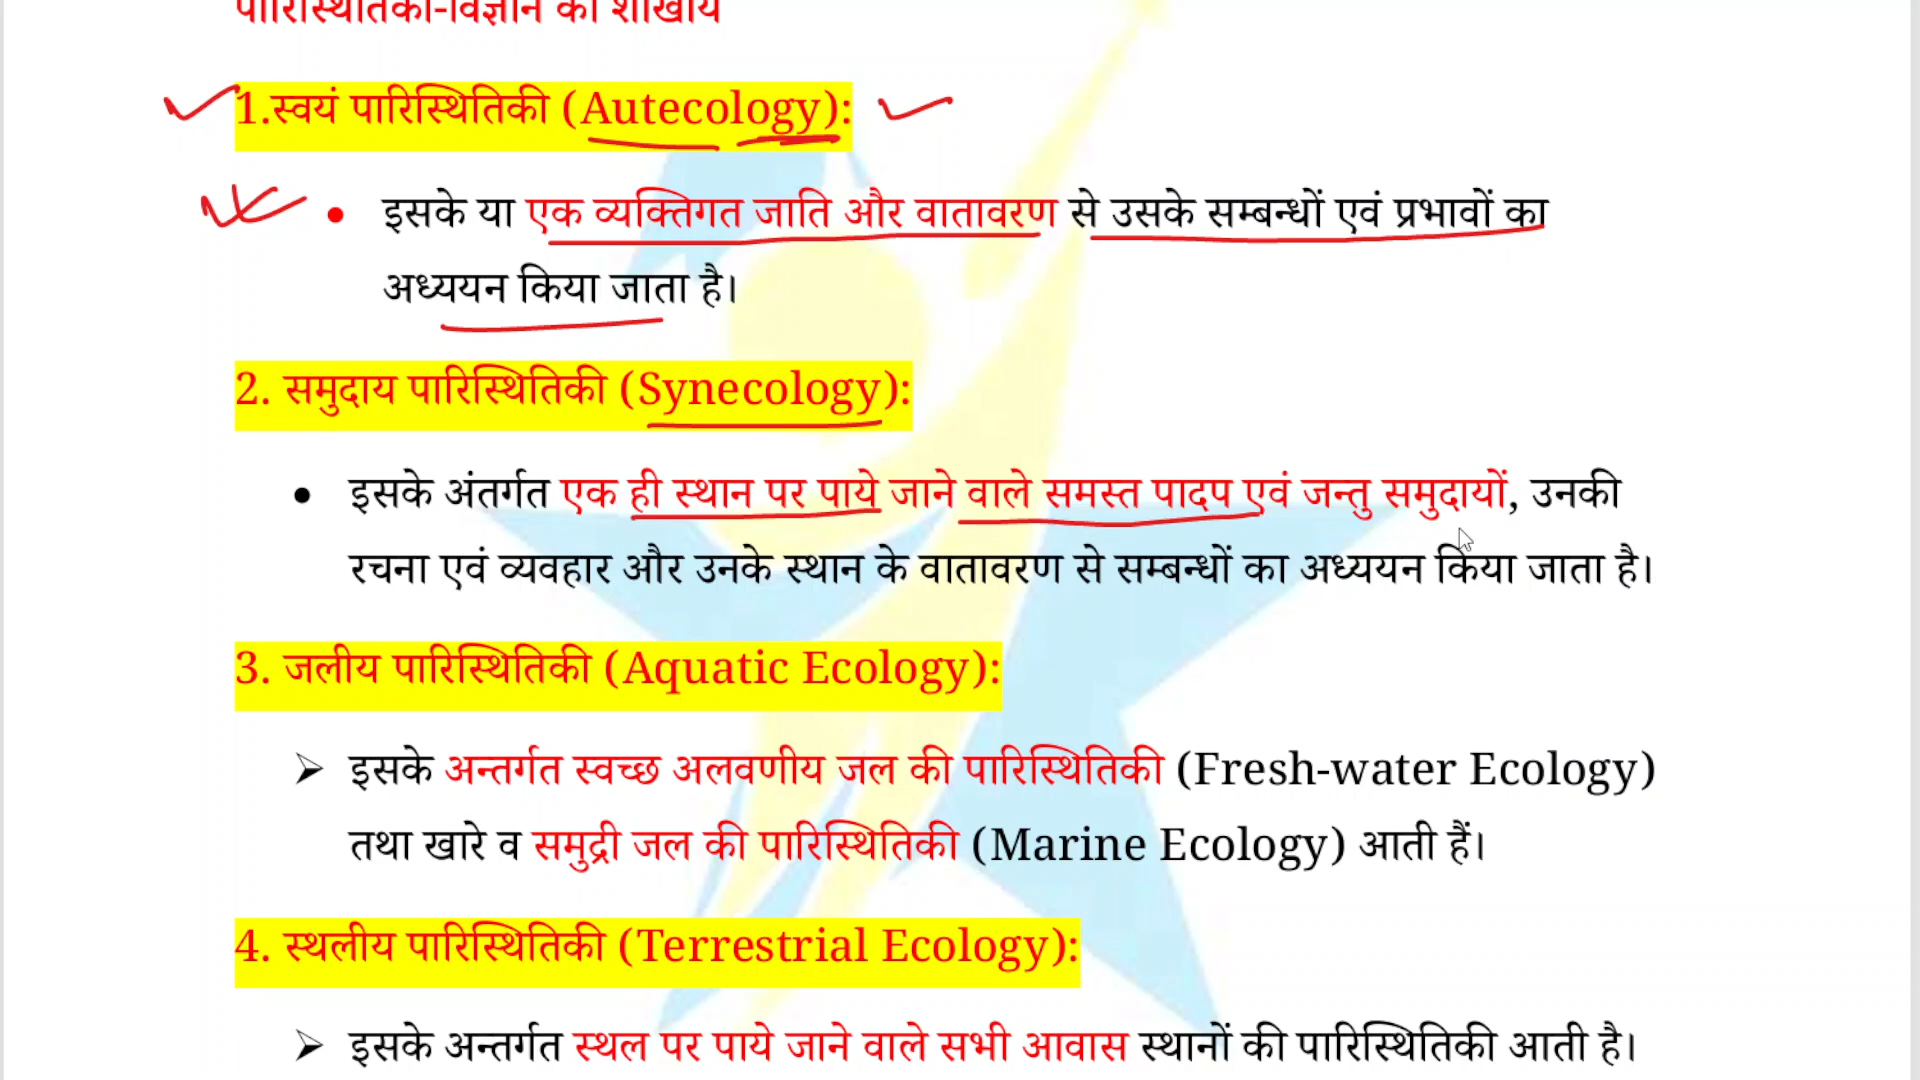 पारिस्थितिकी-विज्ञान की शाखायें
1.स्वयं पारिस्थितिकी (Autecology):
इसके या एक व्यक्तिगत जाति और वातावरण से उसके सम्बन्धों एवं प्रभावों का
अध्ययन किया जाता है।
2. समुदाय पारिस्थितिकी (Synecology):
इसके अंतर्गत एक ही स्थान पर पाये जाने वाले समस्त पादप एवं जन्तु समुदायों, उनकी
रचना एवं व्यवहार और उनके स्थान के वातावरण से सम्बन्धों का अध्ययन किया जाता है।
3. जलीय पारिस्थितिकी (Aquatic Ecology):
इसके अन्तर्गत स्वच्छ अलवणीय जल की पारिस्थितिकी (Fresh-water Ecology)
तथा खारे व समुद्री जल की पारिस्थितिकी (Marine Ecology) आती हैं।
4. स्थलीय पारिस्थितिकी (Terrestrial Ecology):
इसके अन्तर्गत स्थल पर पाये जाने वाले सभी आवास स्थानों की पारिस्थितिकी आती है।